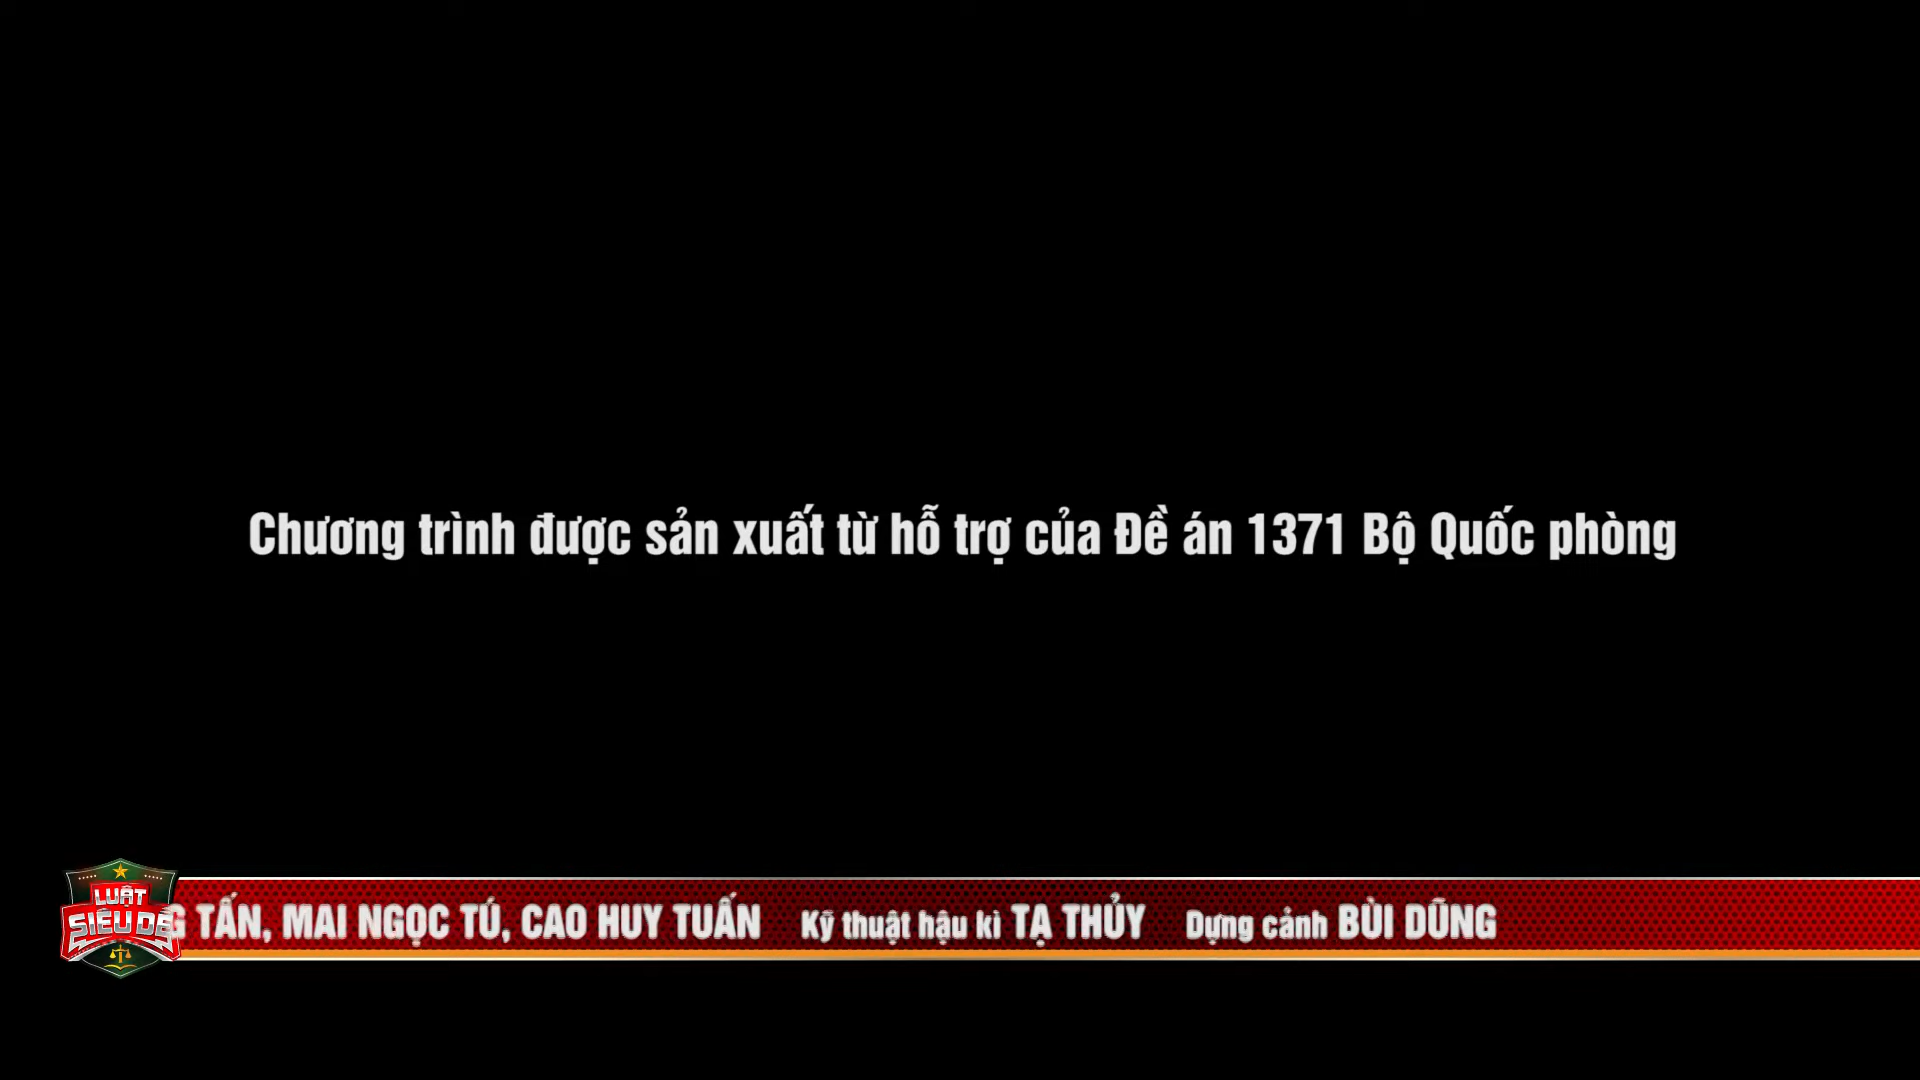 Chương trình được sản xuất từ hỗ trợ của Đề án 1371 Bộ Quốc phòng
LUẬT
SIÊU DỄ
TẤN, MAI NGỌC TÚ, CAO HUY TUẤN Kỹ thuật hậu kì TẠ THỦY Dựng cảnh BÙI DŨNG